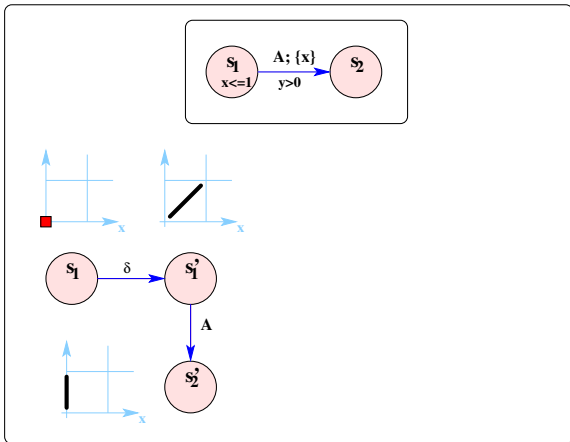 s₁ A; {x} s₂
x<=1 y>0
x x
s₁ δ s₁'
A
s₂'
x